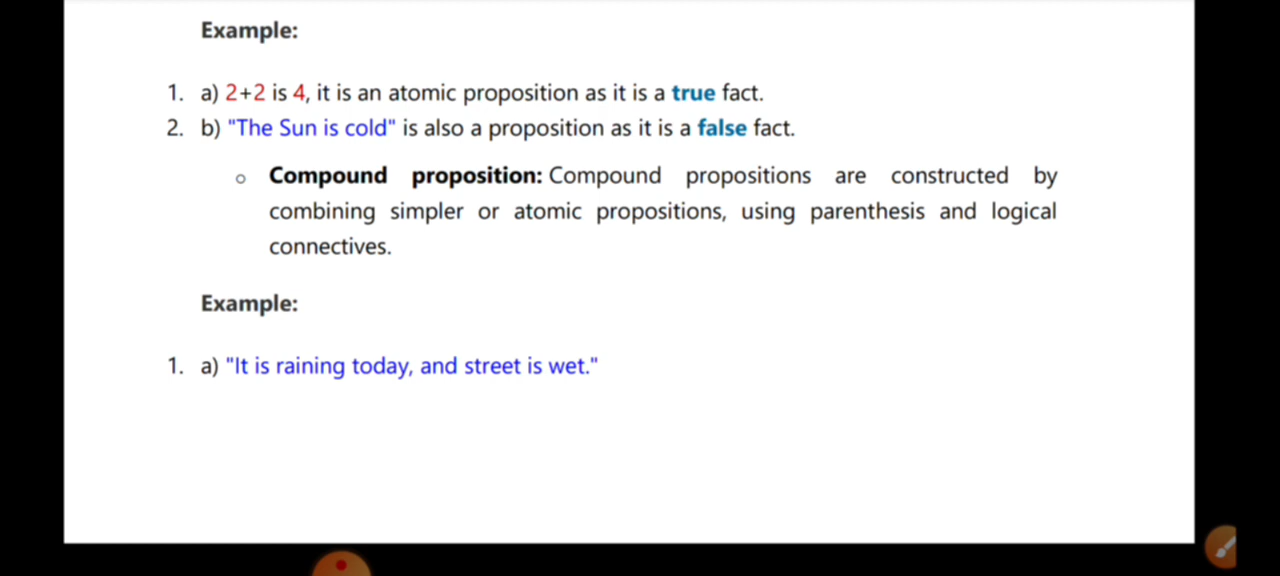 Example:
1. a) 2+2 is 4, it is an atomic proposition as it is a true fact.
2. b) "The Sun is cold" is also a proposition as it is a false fact.
○ Compound proposition: Compound propositions are constructed by
combining simpler or atomic propositions, using parenthesis and logical
connectives.
Example:
1. a) "It is raining today, and street is wet."